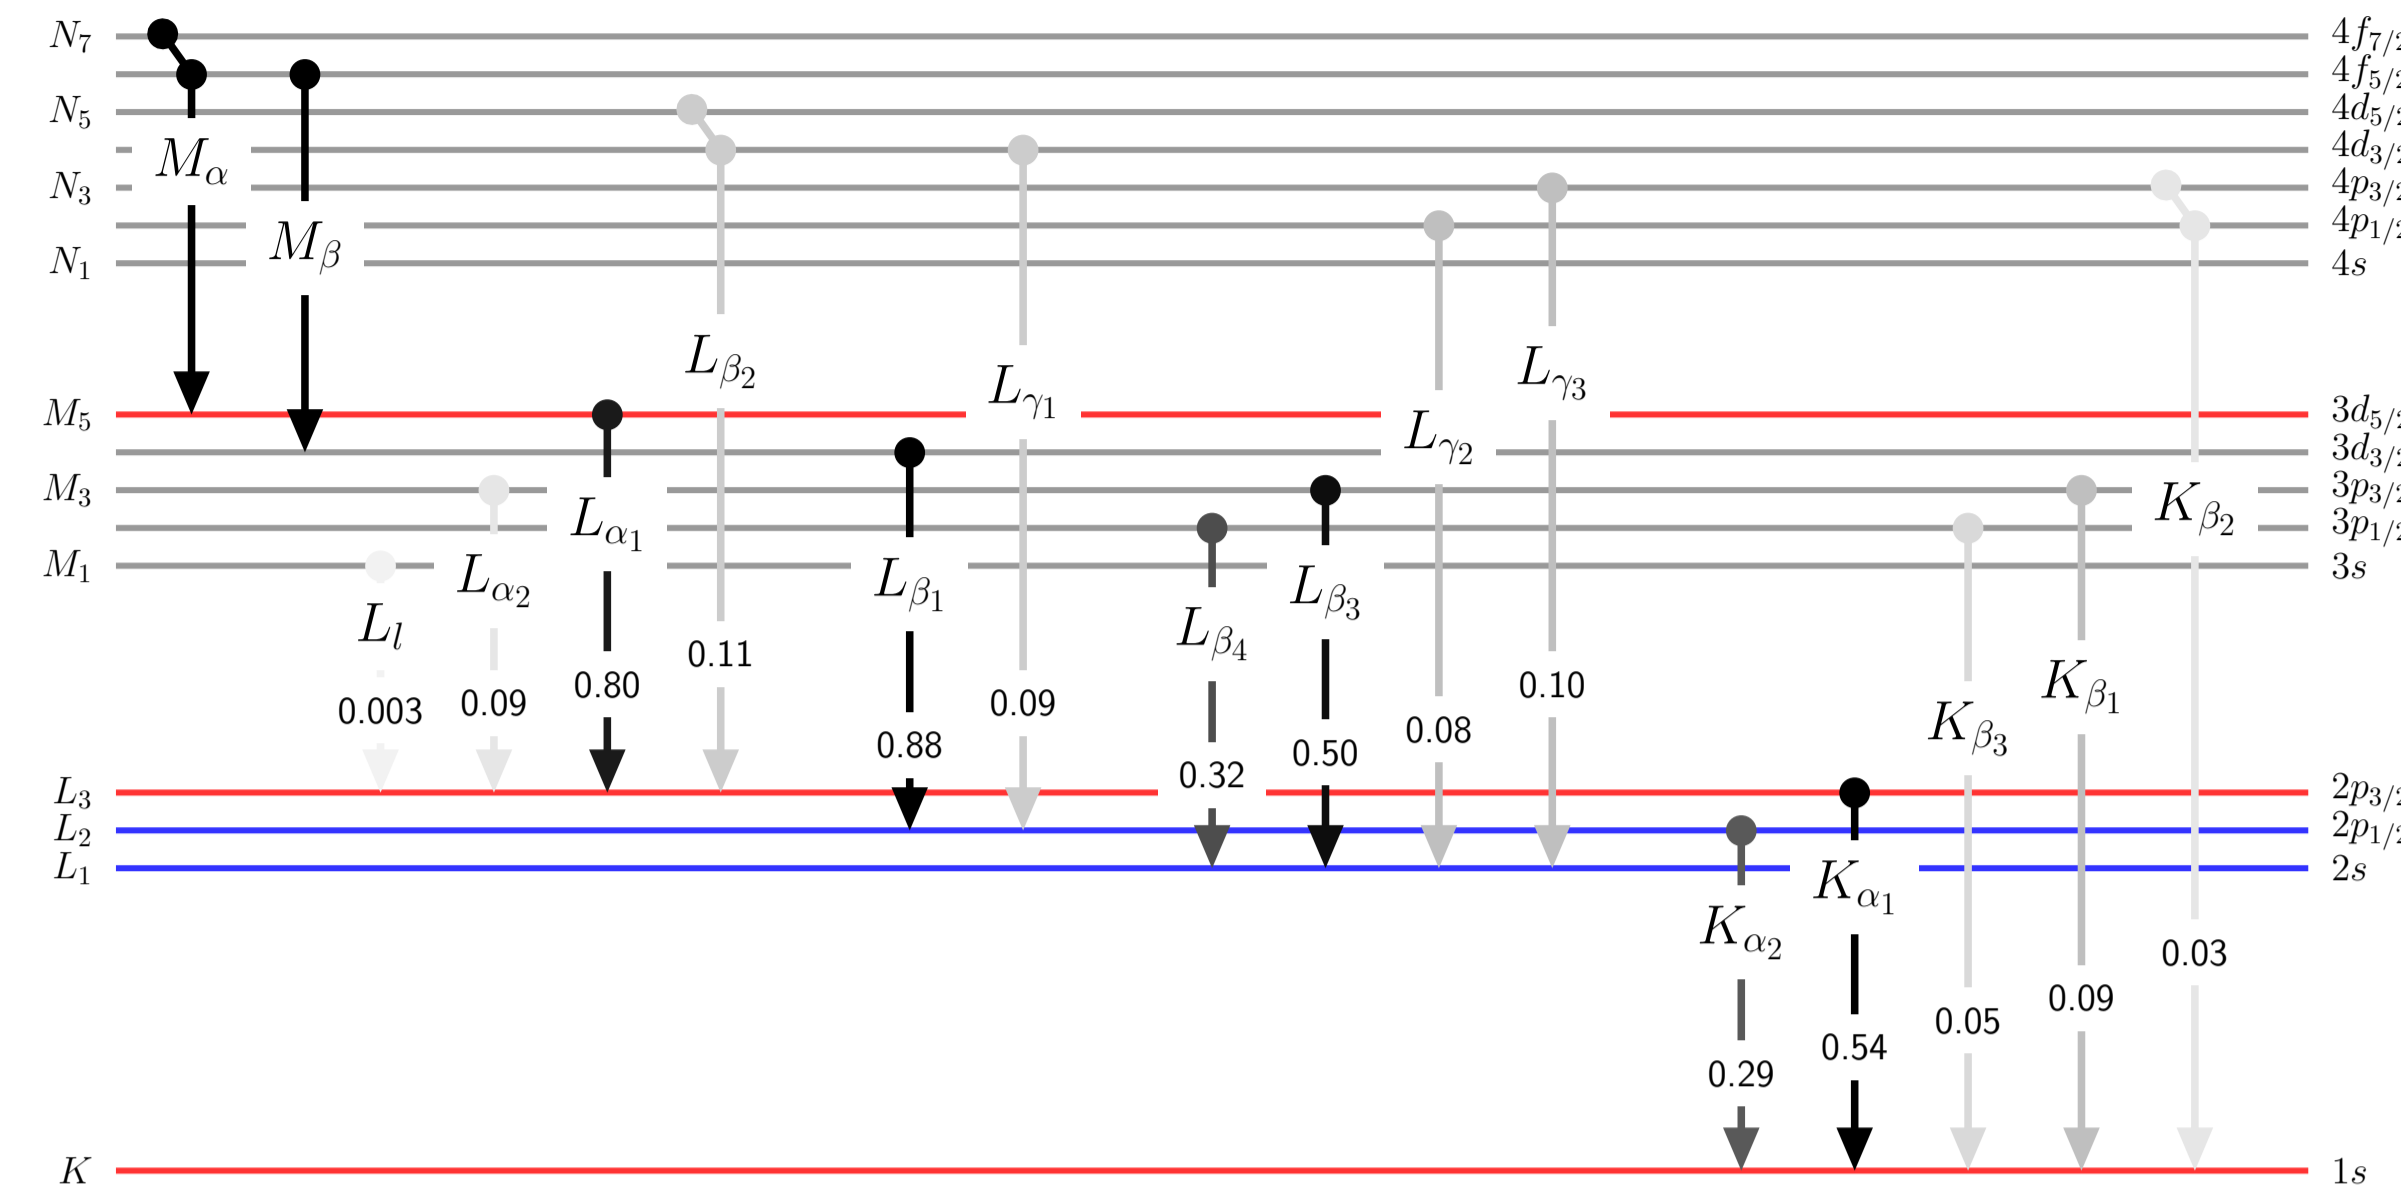 N₇ 4f₇/₂
4f₅/₂
N₅ 4d₅/₂
Mα 4d₃/₂
N₃ 4p₃/₂
Mβ 4p₁/₂
N₁ 4s
Lβ₂ Lγ₁ Lγ₃
M₅ Lγ₂ 3d₅/₂
3d₃/₂
M₃ Lα₁ Kβ₂ 3p₃/₂
3p₁/₂
M₁ Lα₂ Lβ₁ Lβ₃ 3s
Ll Lβ₄
0.11
0.003 0.09 0.80 0.09 0.10 Kβ₁
0.88 0.50 0.08 Kβ₃
0.32
L₃ 2p₃/₂
L₂ 2p₁/₂
L₁ 2s
Kα₂ Kα₁
0.03
0.29 0.54 0.05 0.09
K 1s